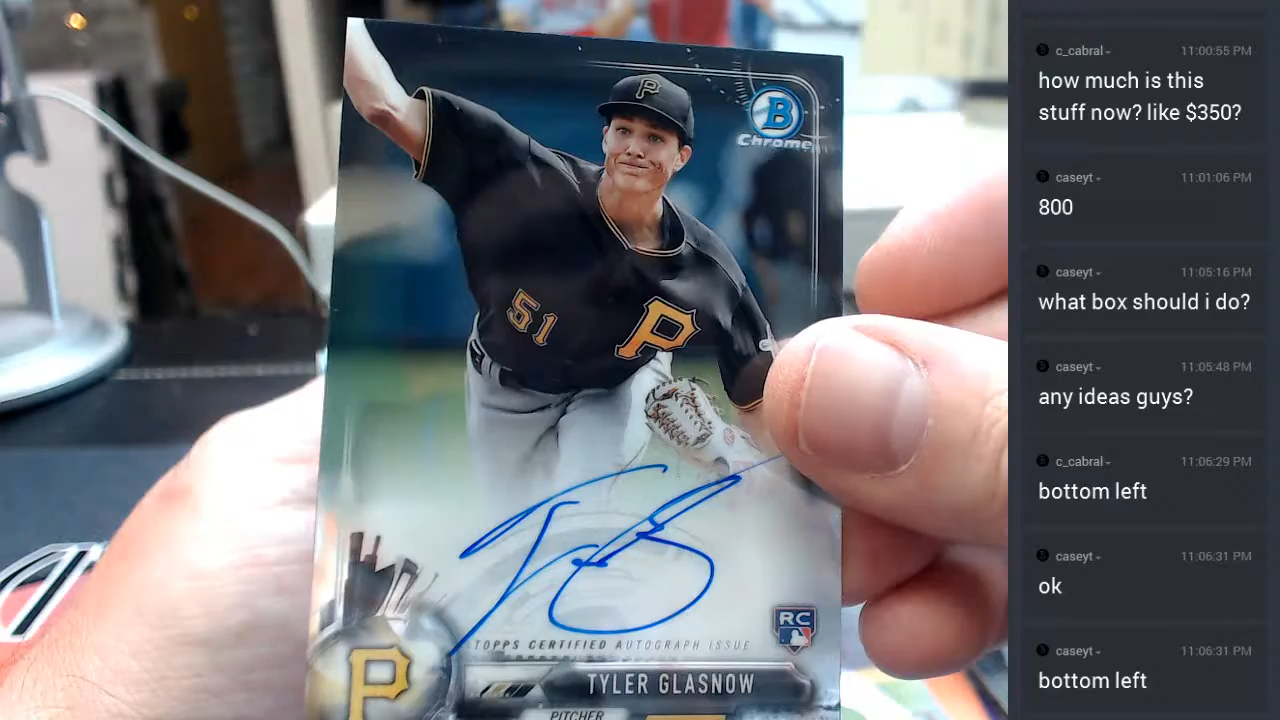 P
B
Chrome
51
P
TOPPS CERTIFIED AUTOGRAPH ISSUE
RC
TYLER GLASNOW
P
PITCHER
c_cabral
11:00:55 PM
how much is this
stuff now? like $350?
caseyt
11:01:06 PM
800
caseyt
11:05:16 PM
what box should i do?
caseyt
11:05:48 PM
any ideas guys?
c_cabral
11:06:29 PM
bottom left
caseyt
11:06:31 PM
ok
caseyt
11:06:31 PM
bottom left